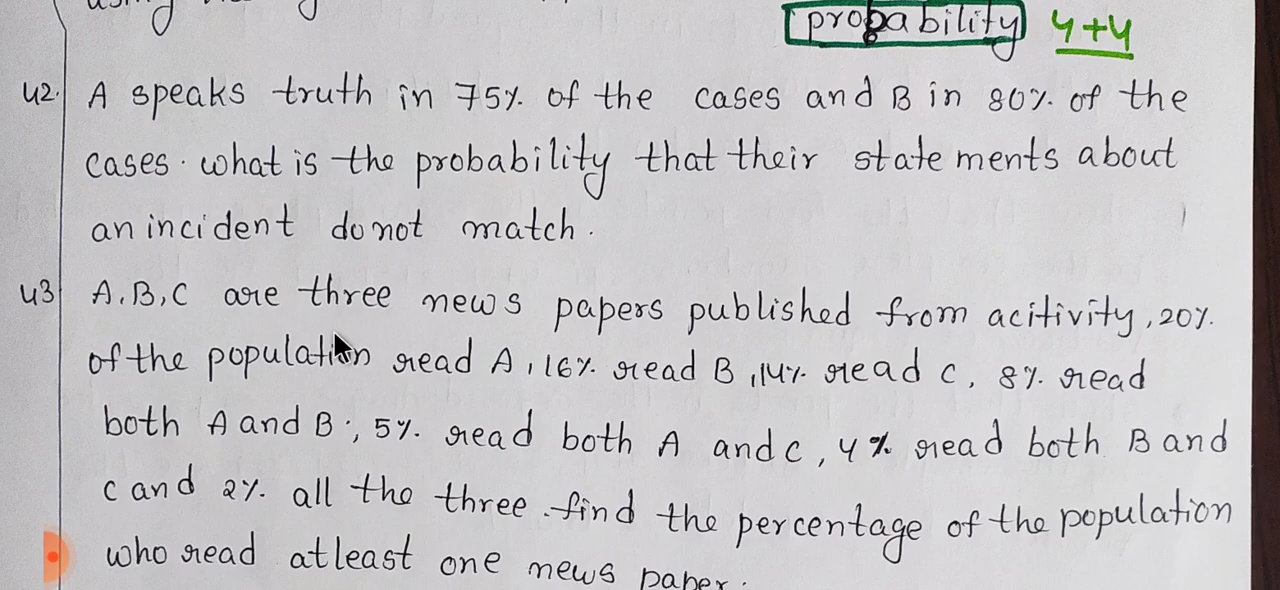 probability 4+4
42. A speaks truth in 75% of the cases and B in 80% of the
cases. what is the probability that their statements about
an incident do not match.
43 A, B, C are three news papers published from acitivity, 20%
of the population read A, 16% read B, 14% read C, 8% read
both A and B, 5% read both A and C, 4% read both B and
C and 2% all the three. find the percentage of the population
who read atleast one news paper.